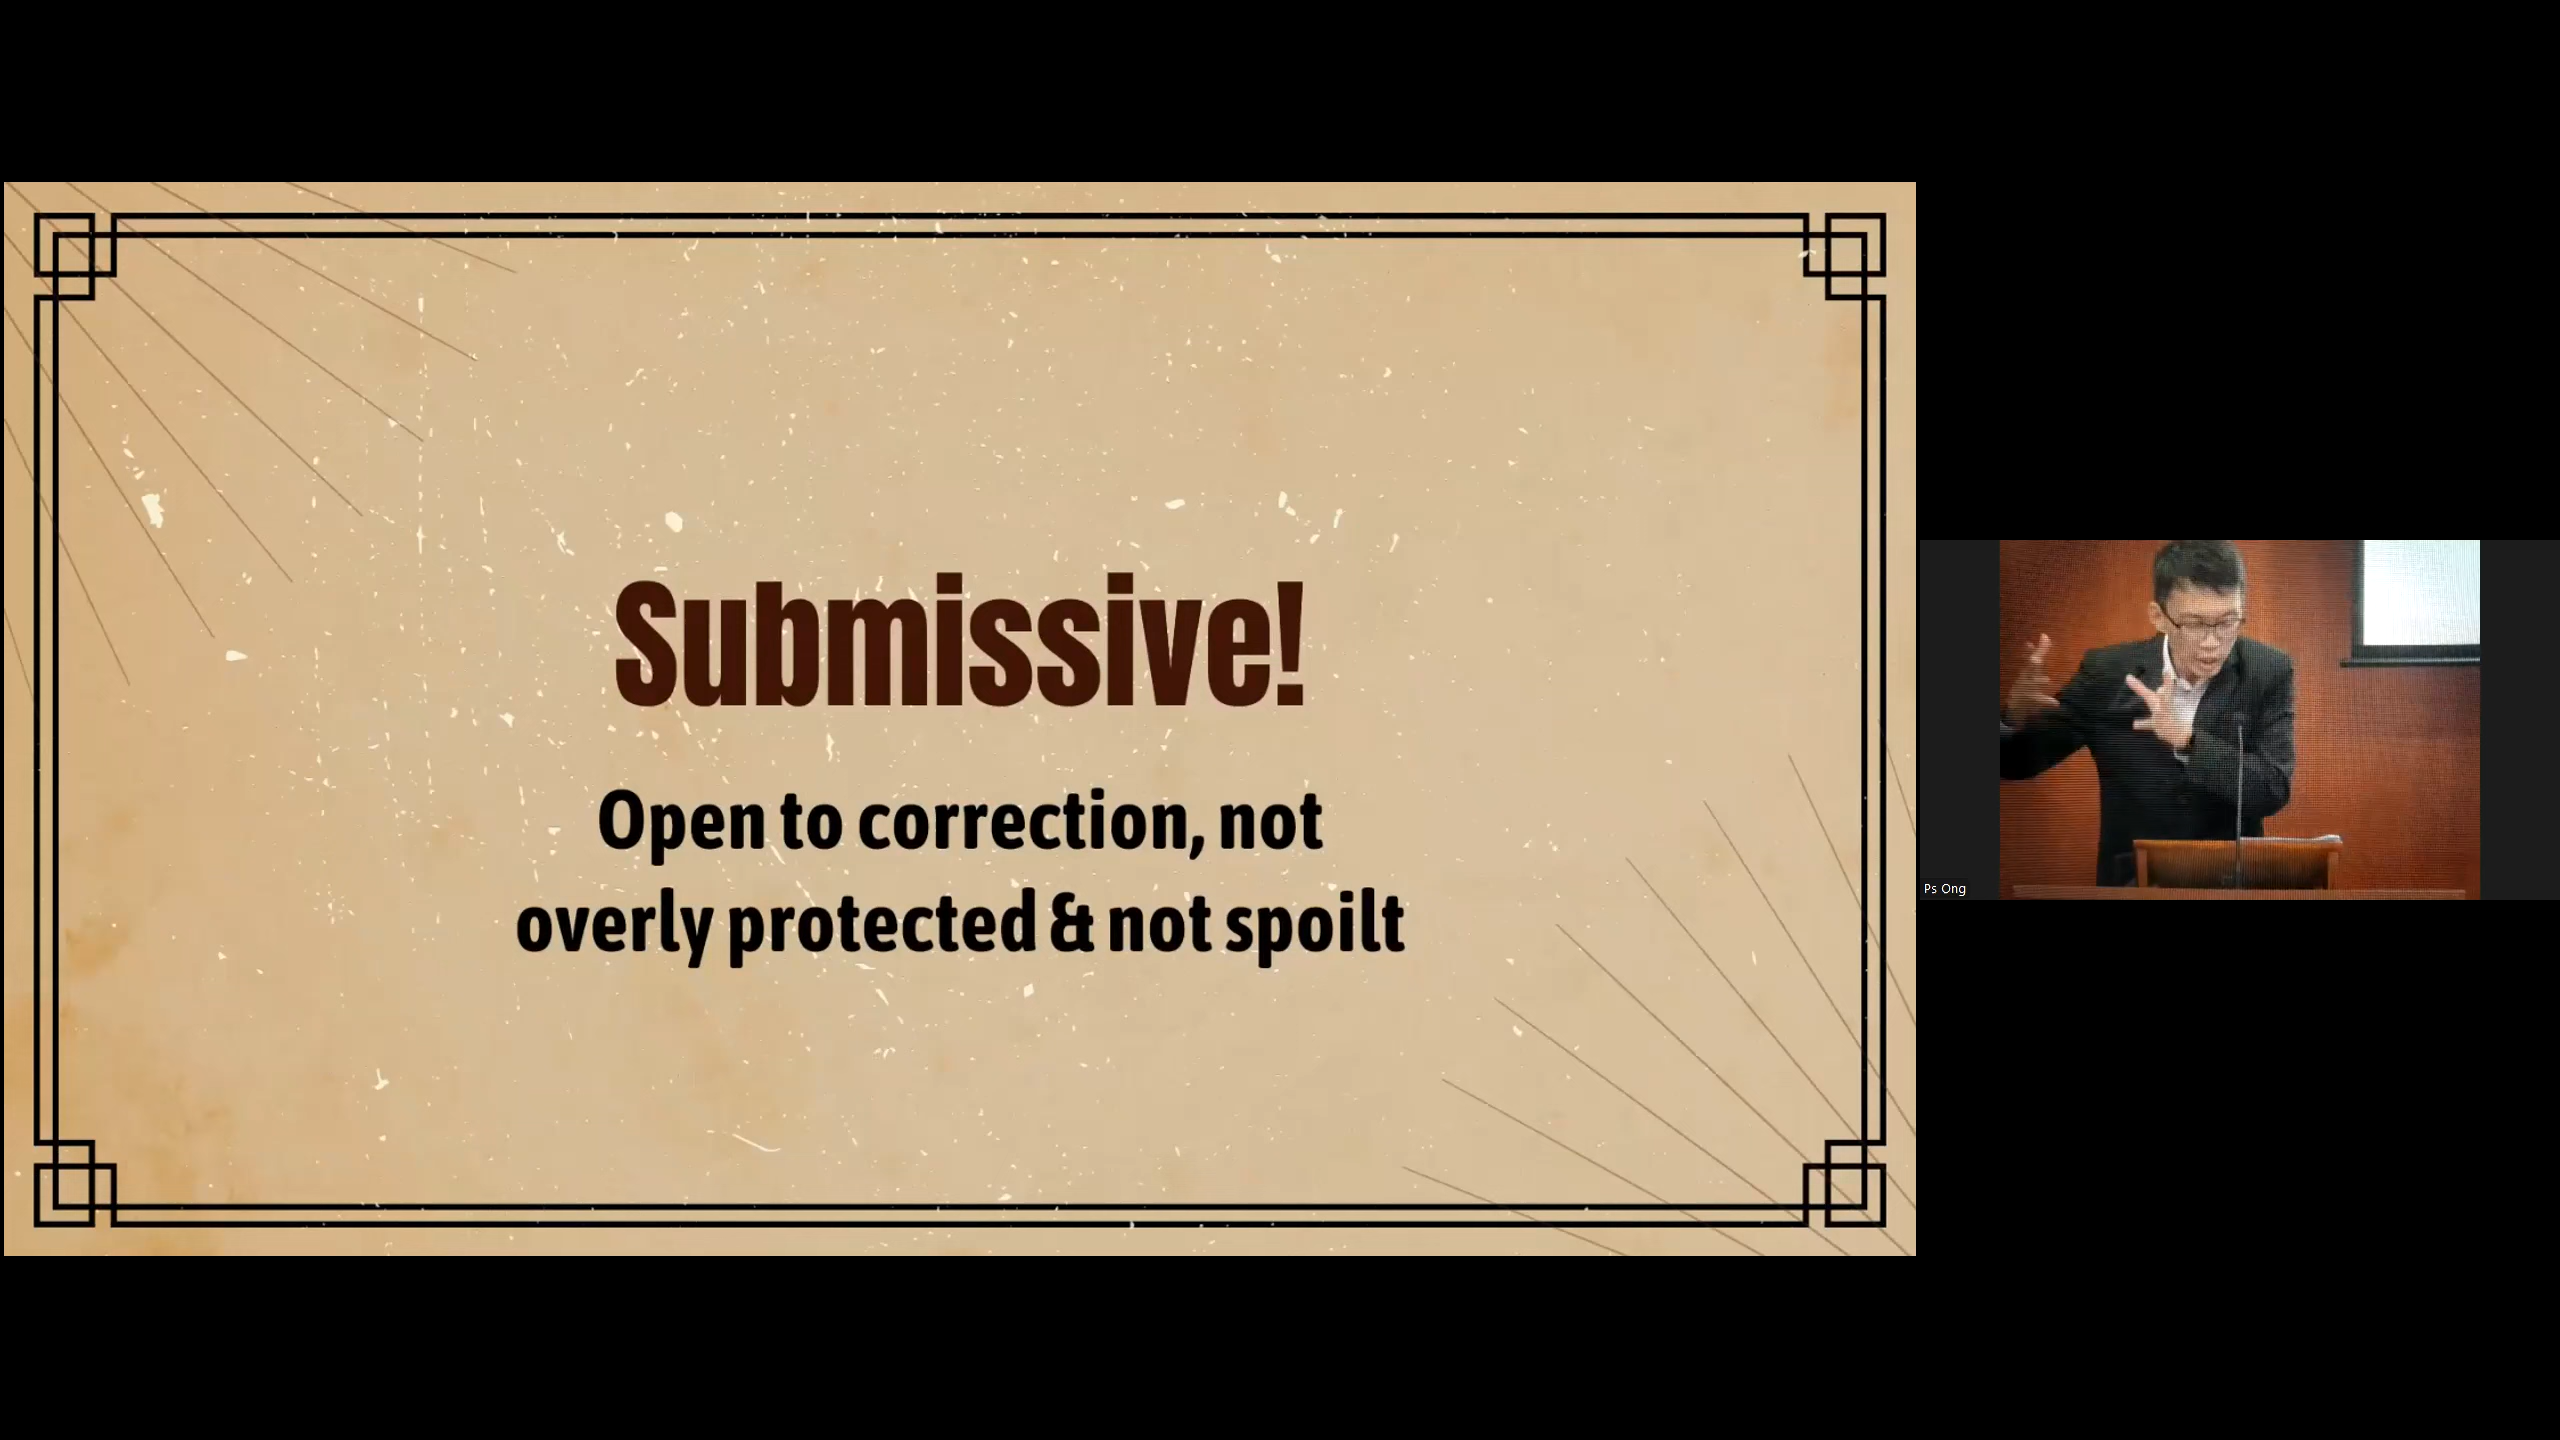 Submissive!
Open to correction, not
overly protected & not spoilt
Ps Ong